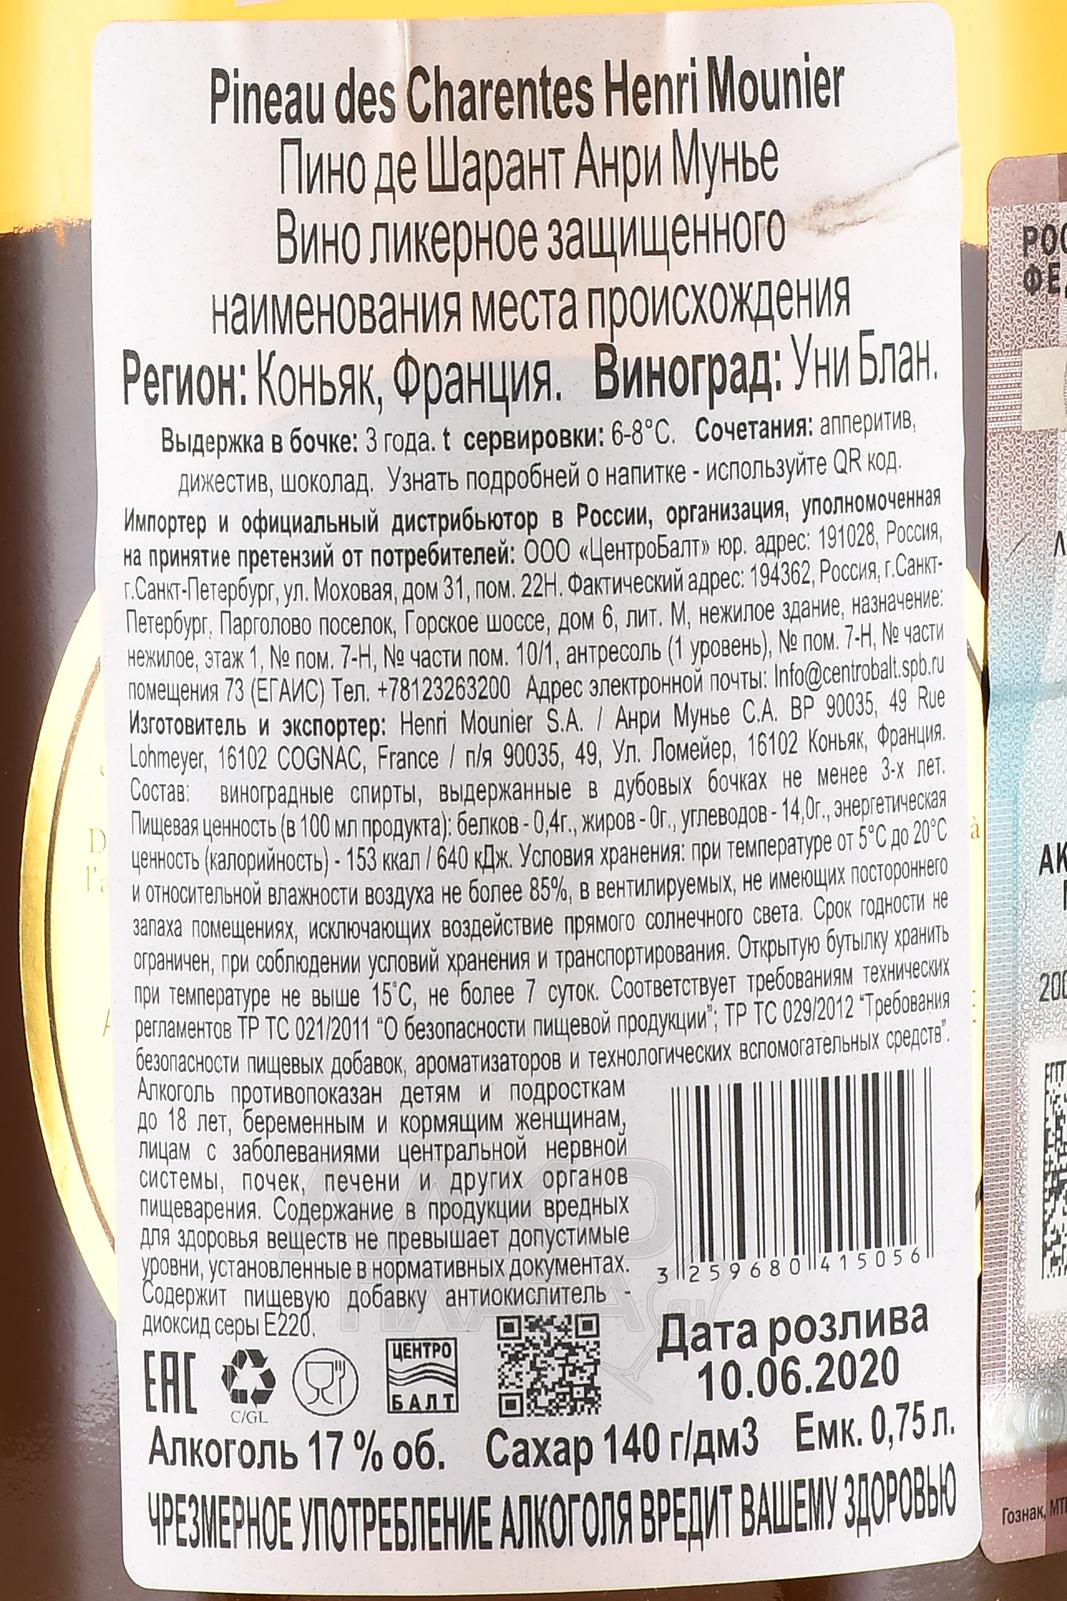 Pineau des Charentes Henri Mounier
Пино де Шарант Анри Мунье
Вино ликерное защищенного
наименования места происхождения
Регион: Коньяк, Франция. Виноград: Уни Блан.
Выдержка в бочке: 3 года. t сервировки: 6-8°С. Сочетания: апперитив,
дижестив, шоколад. Узнать подробней о напитке - используйте QR код.
Импортер и официальный дистрибьютор в России, организация, уполномоченная
на принятие претензий от потребителей: ООО «ЦентроБалт» юр. адрес: 191028, Россия,
г.Санкт-Петербург, ул. Моховая, дом 31, пом. 22Н. Фактический адрес: 194362, Россия, г.Санкт-
Петербург, Парголово поселок, Горское шоссе, дом 6, лит. М, нежилое здание, назначение:
нежилое, этаж 1, № пом. 7-Н, № части пом. 10/1, антресоль (1 уровень), № пом. 7-Н, № части
помещения 73 (ЕГАИС) Тел. +78123263200 Адрес электронной почты: Info@centrobalt.spb.ru
Изготовитель и экспортер: Henri Mounier S.A. / Анри Мунье С.А. BP 90035, 49 Rue
Lohmeyer, 16102 COGNAC, France / п/я 90035, 49, Ул. Ломейер, 16102 Коньяк, Франция.
Состав: виноградные спирты, выдержанные в дубовых бочках не менее 3-х лет.
Пищевая ценность (в 100 мл продукта): белков - 0,4г., жиров - 0г., углеводов - 14,0г., энергетическая
ценность (калорийность) - 153 ккал / 640 кДж. Условия хранения: при температуре от 5°С до 20°С
и относительной влажности воздуха не более 85%, в вентилируемых, не имеющих постороннего
запаха помещениях, исключающих воздействие прямого солнечного света. Срок годности не
ограничен, при соблюдении условий хранения и транспортирования. Открытую бутылку хранить
при температуре не выше 15°С, не более 7 суток. Соответствует требованиям технических
регламентов ТР ТС 021/2011 “О безопасности пищевой продукции”; ТР ТС 029/2012 “Требования
безопасности пищевых добавок, ароматизаторов и технологических вспомогательных средств”.
Алкоголь противопоказан детям и подросткам
до 18 лет, беременным и кормящим женщинам,
лицам с заболеваниями центральной нервной
системы, почек, печени и других органов
пищеварения. Содержание в продукции вредных
для здоровья веществ не превышает допустимые
уровни, установленные в нормативных документах.
Содержит пищевую добавку антиокислитель -
диоксид серы Е220.
3 259680 415056
Дата розлива
10.06.2020
EAC
C/GL
ЦЕНТРО
БАЛТ
Алкоголь 17 % об. Сахар 140 г/дм3 Емк. 0,75 л.
ЧРЕЗМЕРНОЕ УПОТРЕБЛЕНИЕ АЛКОГОЛЯ ВРЕДИТ ВАШЕМУ ЗДОРОВЬЮ
РОС
ФЕД
АК
200
Гознак, МТ